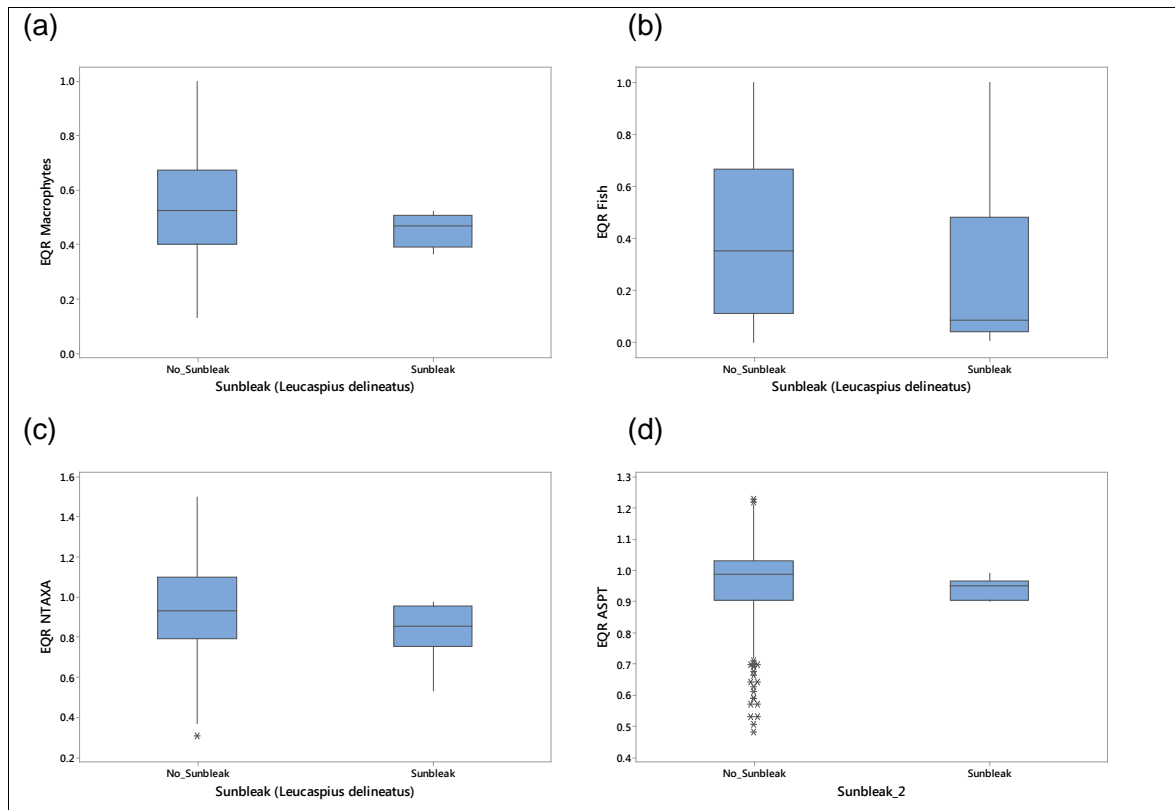 (a)
EQR Macrophytes
1.0
0.8
0.6
0.4
0.2
0.0
No_Sunbleak
Sunbleak
Sunbleak (Leucaspius delineatus)
(b)
EQR Fish
1.0
0.8
0.6
0.4
0.2
0.0
No_Sunbleak
Sunbleak
Sunbleak (Leucaspius delineatus)
(c)
EQR NTAXA
1.6
1.4
1.2
1.0
0.8
0.6
0.4
0.2
No_Sunbleak
Sunbleak
Sunbleak (Leucaspius delineatus)
(d)
EQR ASPT
1.3
1.2
1.1
1.0
0.9
0.8
0.7
0.6
0.5
0.4
No_Sunbleak
Sunbleak
Sunbleak_2